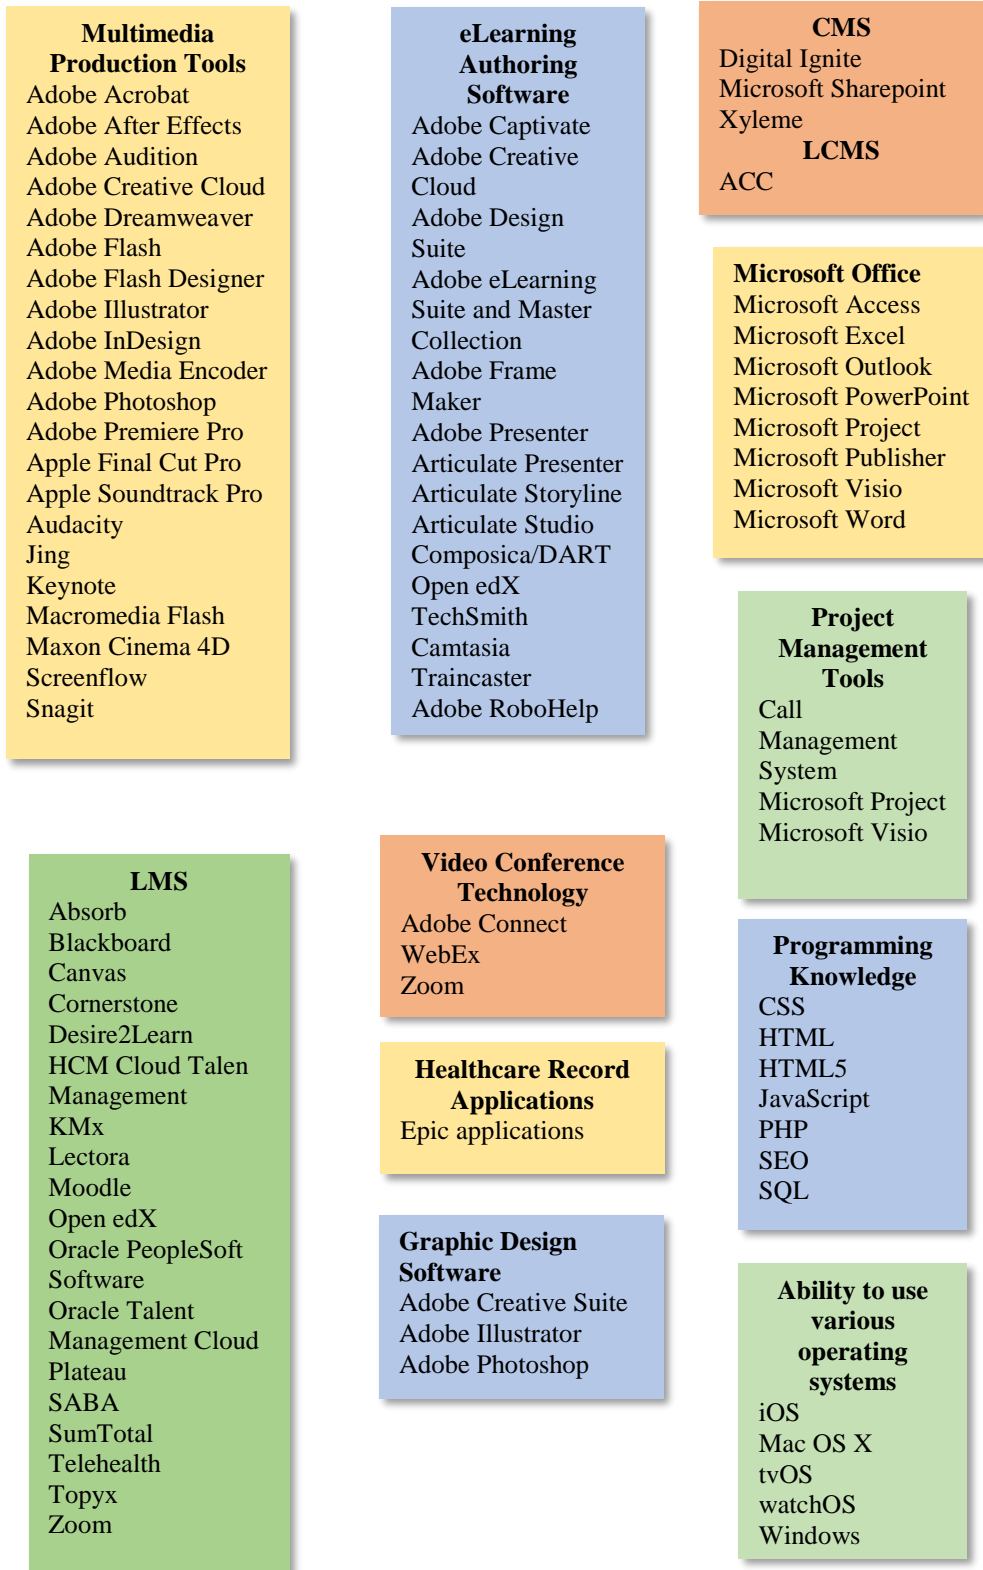 Multimedia
Production Tools
Adobe Acrobat
Adobe After Effects
Adobe Audition
Adobe Creative Cloud
Adobe Dreamweaver
Adobe Flash
Adobe Flash Designer
Adobe Illustrator
Adobe InDesign
Adobe Media Encoder
Adobe Photoshop
Adobe Premiere Pro
Apple Final Cut Pro
Apple Soundtrack Pro
Audacity
Jing
Keynote
Macromedia Flash
Maxon Cinema 4D
Screenflow
Snagit
eLearning
Authoring
Software
Adobe Captivate
Adobe Creative
Cloud
Adobe Design
Suite
Adobe eLearning
Suite and Master
Collection
Adobe Frame
Maker
Adobe Presenter
Articulate Presenter
Articulate Storyline
Articulate Studio
Composica/DART
Open edX
TechSmith
Camtasia
Traincaster
Adobe RoboHelp
CMS
Digital Ignite
Microsoft Sharepoint
Xyleme
LCMS
ACC
Microsoft Office
Microsoft Access
Microsoft Excel
Microsoft Outlook
Microsoft PowerPoint
Microsoft Project
Microsoft Publisher
Microsoft Visio
Microsoft Word
Project
Management
Tools
Call
Management
System
Microsoft Project
Microsoft Visio
LMS
Absorb
Blackboard
Canvas
Cornerstone
Desire2Learn
HCM Cloud Talen
Management
KMx
Lectora
Moodle
Open edX
Oracle PeopleSoft
Software
Oracle Talent
Management Cloud
Plateau
SABA
SumTotal
Telehealth
Topyx
Zoom
Video Conference
Technology
Adobe Connect
WebEx
Zoom
Healthcare Record
Applications
Epic applications
Graphic Design
Software
Adobe Creative Suite
Adobe Illustrator
Adobe Photoshop
Programming
Knowledge
CSS
HTML
HTML5
JavaScript
PHP
SEO
SQL
Ability to use
various
operating
systems
iOS
Mac OS X
tvOS
watchOS
Windows